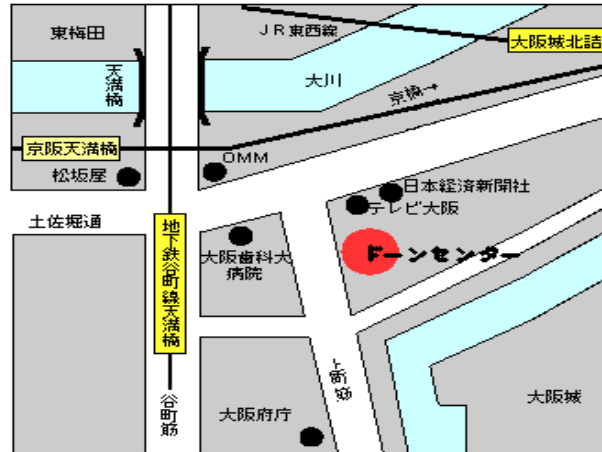 東梅田
JR東西線
大阪城北詰
天満橋
大川
京橋→
京阪天満橋
OMM
松坂屋
日本経済新聞社
テレビ大阪
土佐堀通
地下鉄谷町線天満橋
大阪歯科大
病院
ドーンセンター
谷町筋
大阪府庁
大阪城